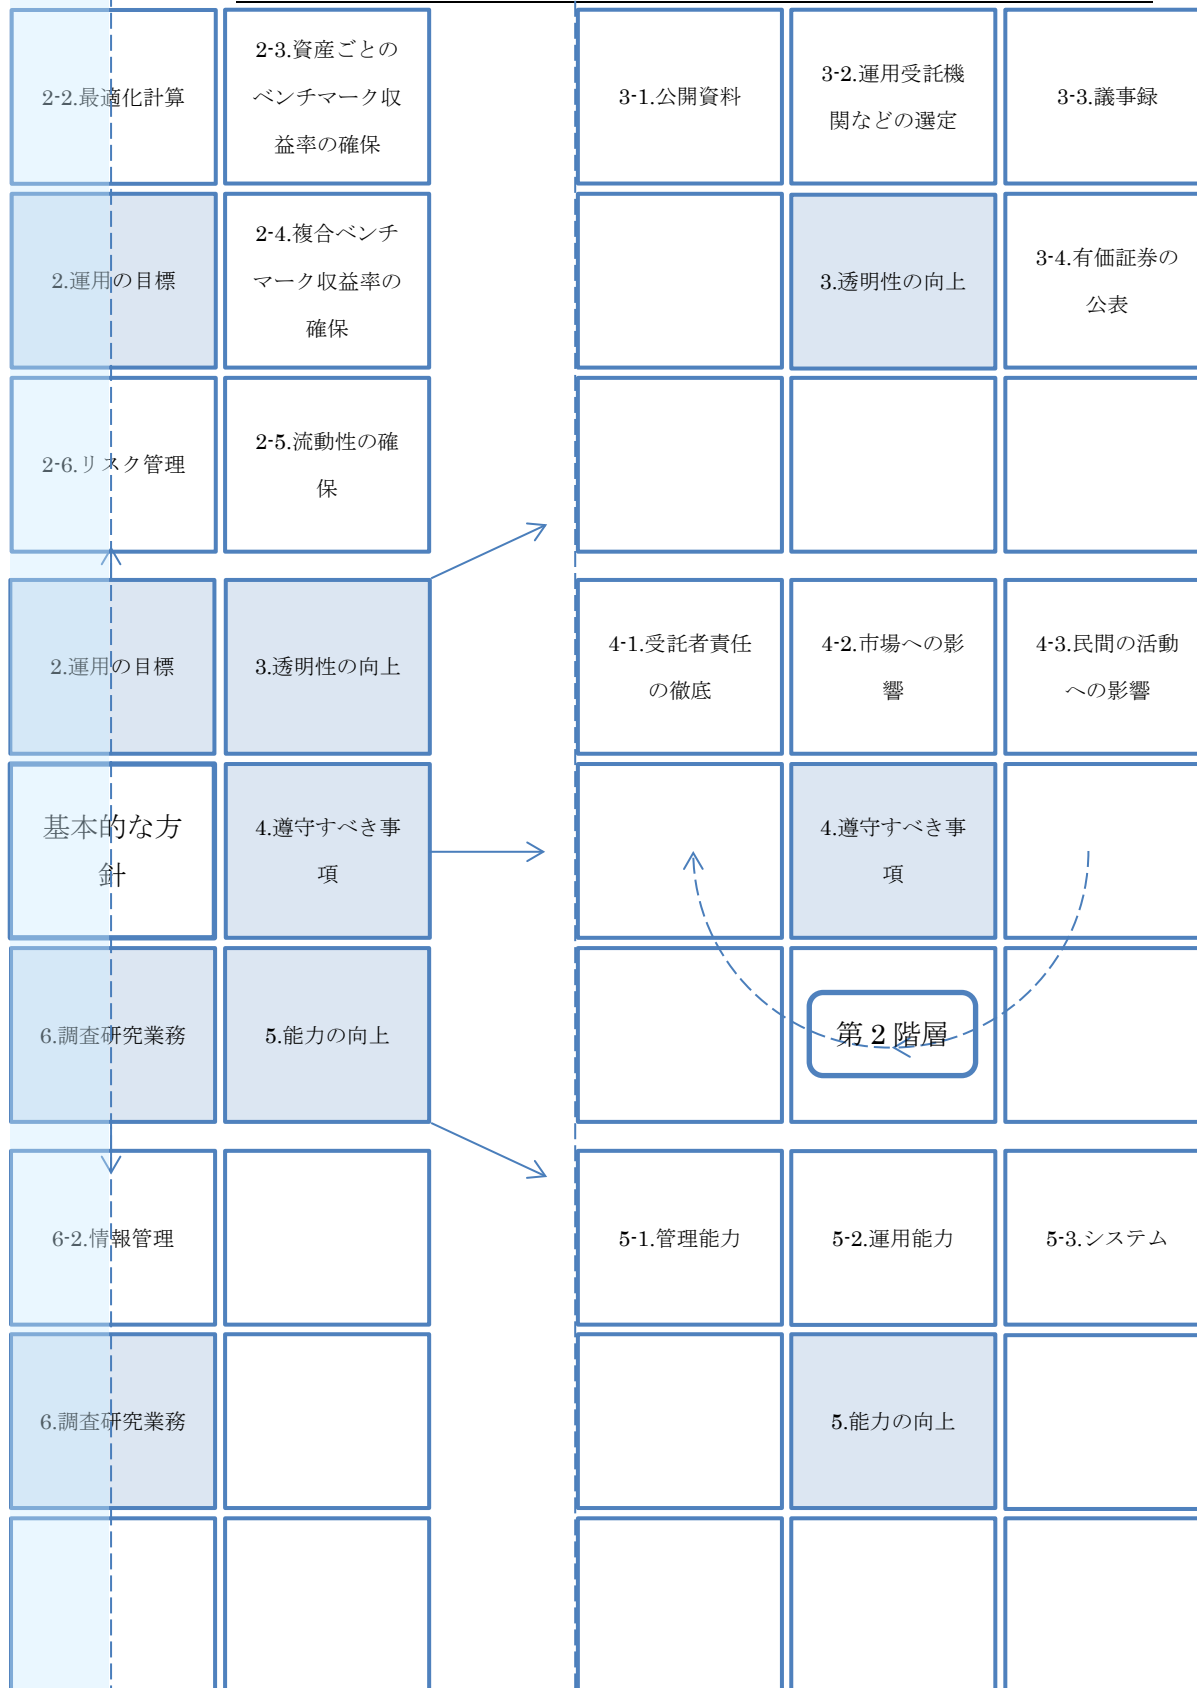 2-2.最適化計算
2-3.資産ごとの
ベンチマーク収
益率の確保
3-1.公開資料
3-2.運用受託機
関などの選定
3-3.議事録
2.運用の目標
2-4.複合ベンチ
マーク収益率の
確保
3.透明性の向上
3-4.有価証券の
公表
2-6.リスク管理
2-5.流動性の確
保
2.運用の目標
3.透明性の向上
4-1.受託者責任
の徹底
4-2.市場への影
響
4-3.民間の活動
への影響
基本的な方
針
4.遵守すべき事
項
4.遵守すべき事
項
6.調査研究業務
5.能力の向上
第 2 階層
6-2.情報管理
5-1.管理能力
5-2.運用能力
5-3.システム
6.調査研究業務
5.能力の向上